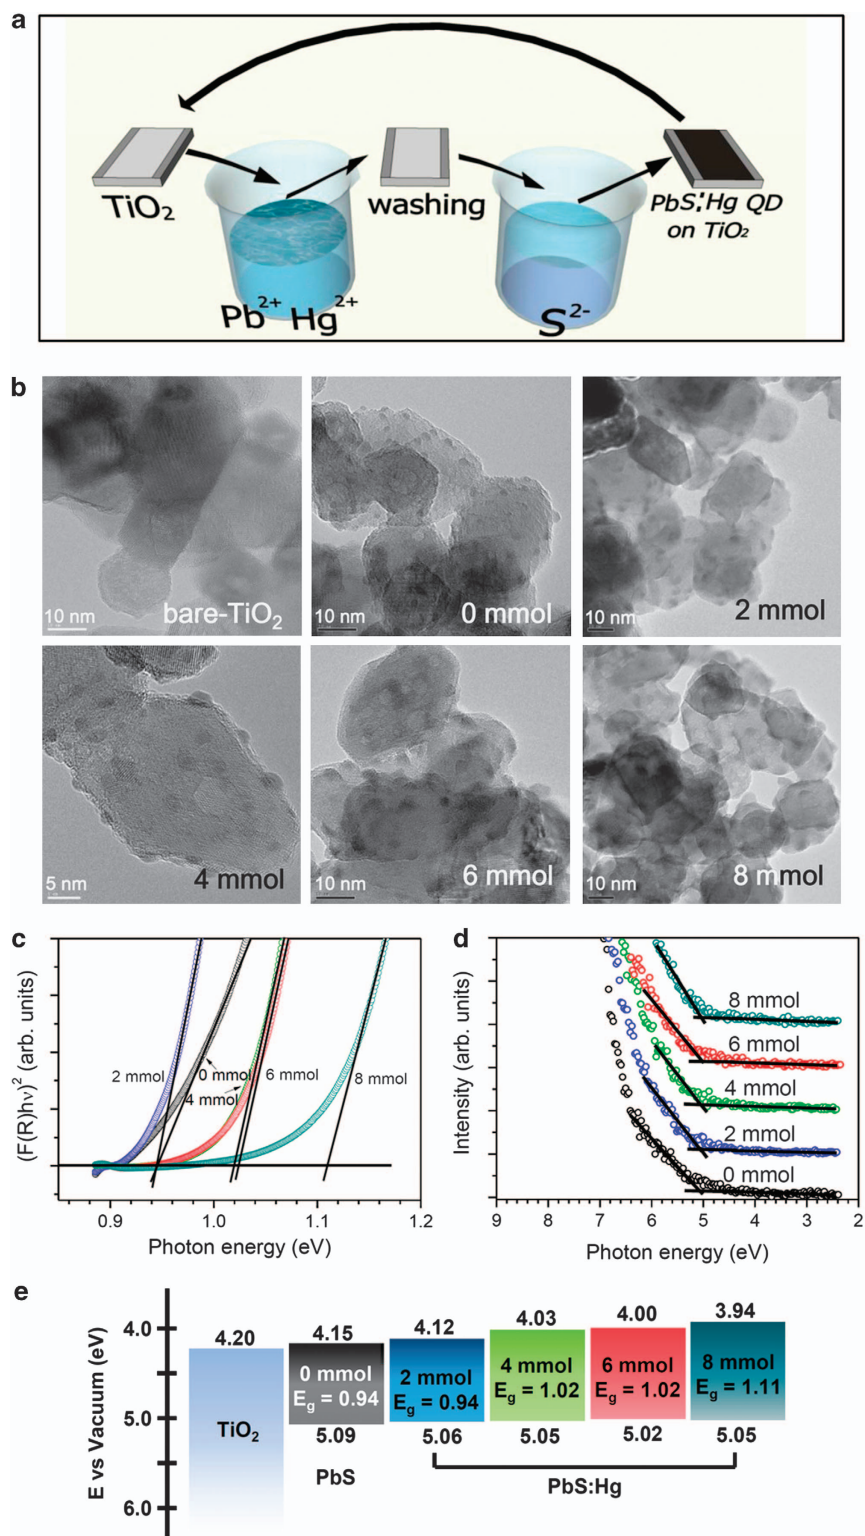 a
TiO₂
washing
PbS:Hg QD
on TiO₂
Pb²⁺ Hg²⁺
S²⁻
b
10 nm
bare-TiO₂
10 nm
0 mmol
10 nm
2 mmol
5 nm
4 mmol
10 nm
6 mmol
10 nm
8 mmol
c
(F(R)hν)² (arb. units)
2 mmol
0 mmol
4 mmol
6 mmol
8 mmol
0.9 1.0 1.1 1.2
Photon energy (eV)
d
Intensity (arb. units)
8 mmol
6 mmol
4 mmol
2 mmol
0 mmol
9 8 7 6 5 4 3 2
Photon energy (eV)
e
E vs Vacuum (eV)
4.0
5.0
6.0
4.20
TiO₂
4.15
0 mmol
E_g = 0.94
5.09
PbS
4.12
2 mmol
E_g = 0.94
5.06
4.03
4 mmol
E_g = 1.02
5.05
4.00
6 mmol
E_g = 1.02
5.02
3.94
8 mmol
E_g = 1.11
5.05
PbS:Hg